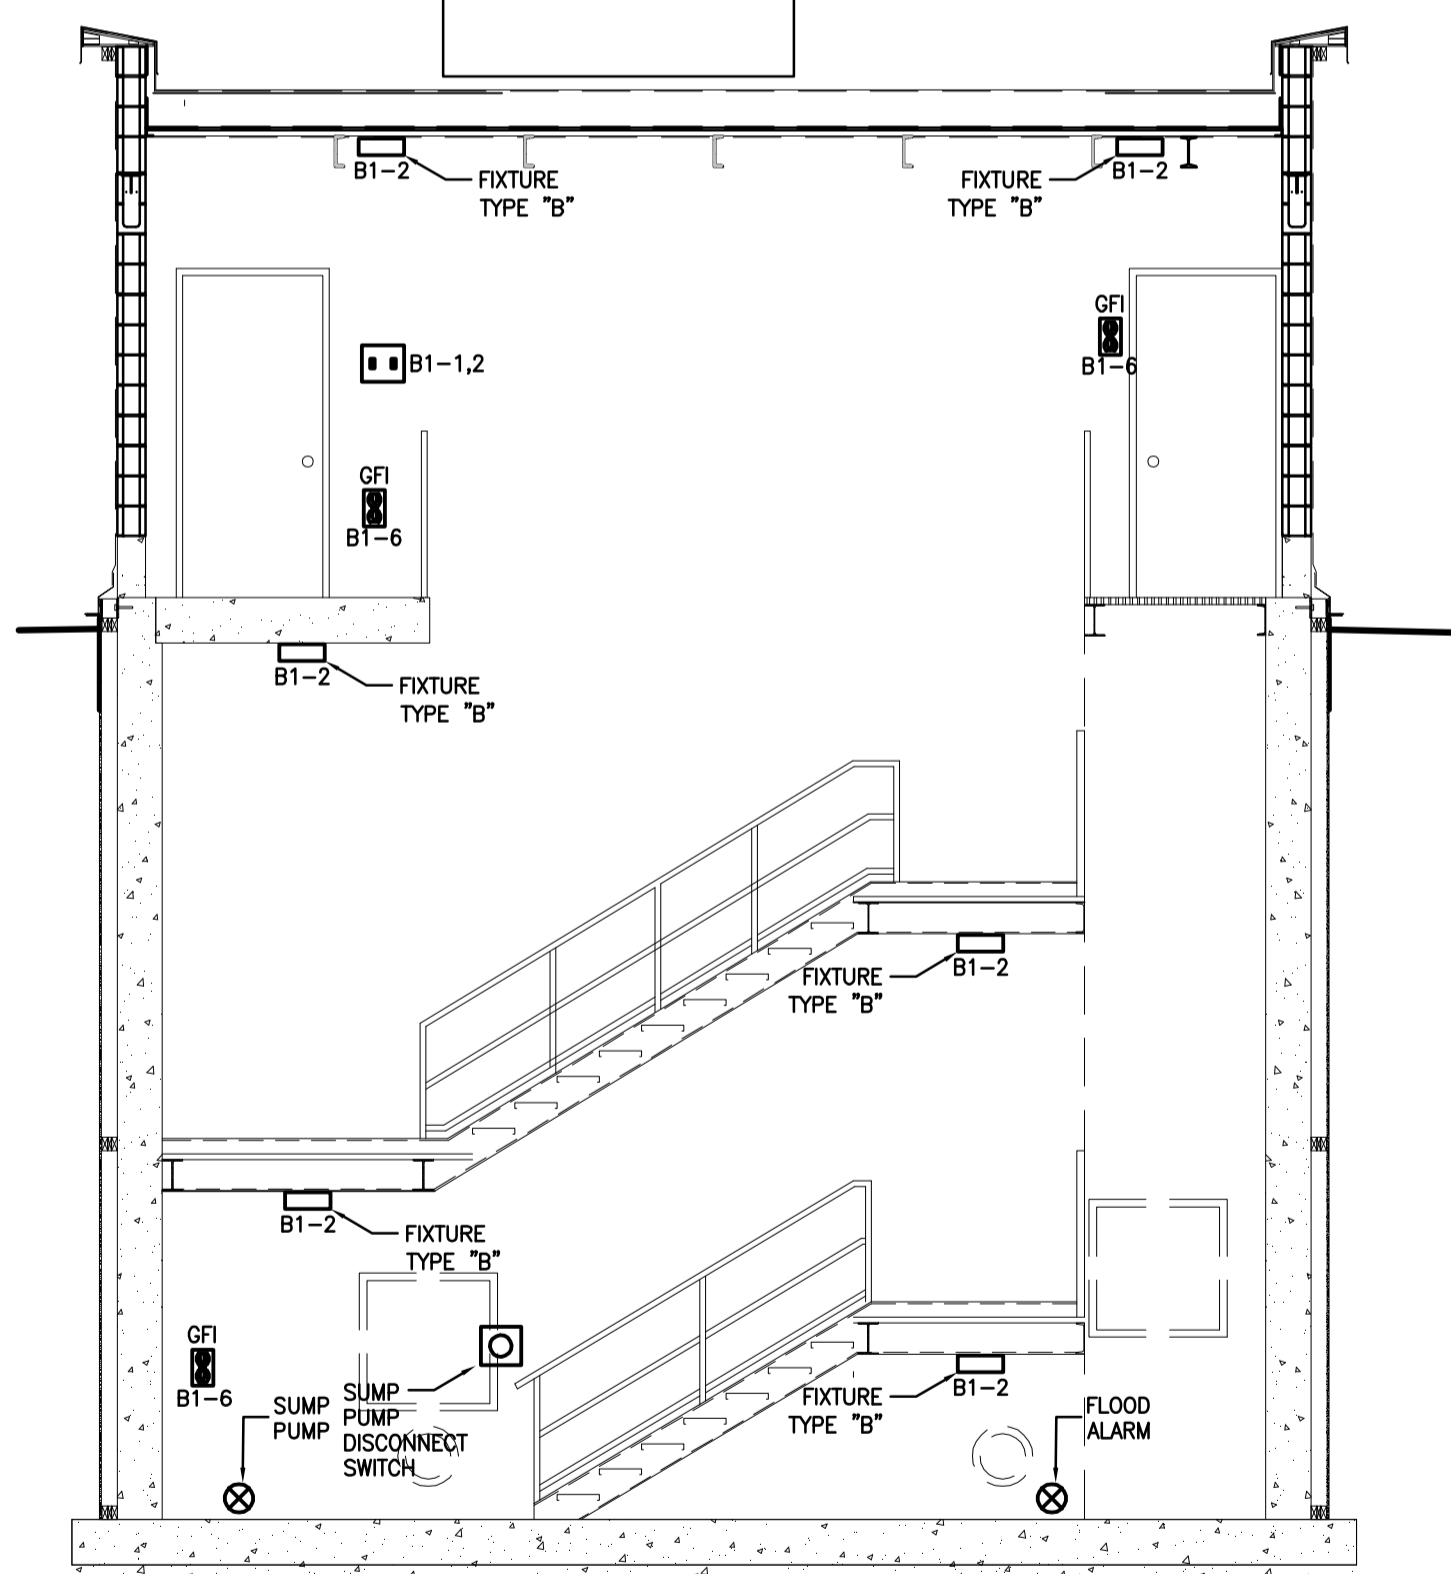 B1-2
FIXTURE
TYPE "B"
FIXTURE
TYPE "B"
B1-2
B1-1,2
GFI
B1-6
GFI
B1-6
B1-2
FIXTURE
TYPE "B"
FIXTURE
TYPE "B"
B1-2
B1-2
FIXTURE
TYPE "B"
GFI
B1-6
SUMP
PUMP
SUMP
PUMP
DISCONNECT
SWITCH
FIXTURE
TYPE "B"
B1-2
FLOOD
ALARM